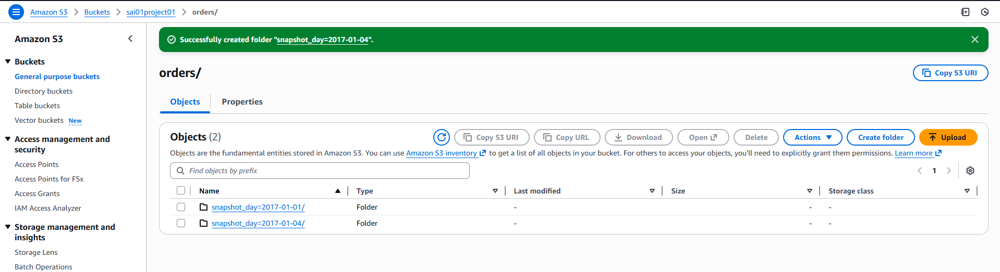 Amazon S3 > Buckets > sai01project01 > orders/
Amazon S3
Buckets
General purpose buckets
Directory buckets
Table buckets
Vector buckets New
Access management and
security
Access Points
Access Points for FSx
Access Grants
IAM Access Analyzer
Storage management and
insights
Storage Lens
Batch Operations
Successfully created folder "snapshot_day=2017-01-04".
orders/
Copy S3 URI
Objects Properties
Objects (2)
Copy S3 URI Copy URL Download Open Delete Actions Create folder Upload
Objects are the fundamental entities stored in Amazon S3. You can use Amazon S3 inventory to get a list of all objects in your bucket. For others to access your objects, you'll need to explicitly grant them permissions. Learn more
Find objects by prefix
1
Name Type Last modified Size Storage class
snapshot_day=2017-01-01/ Folder - - -
snapshot_day=2017-01-04/ Folder - - -